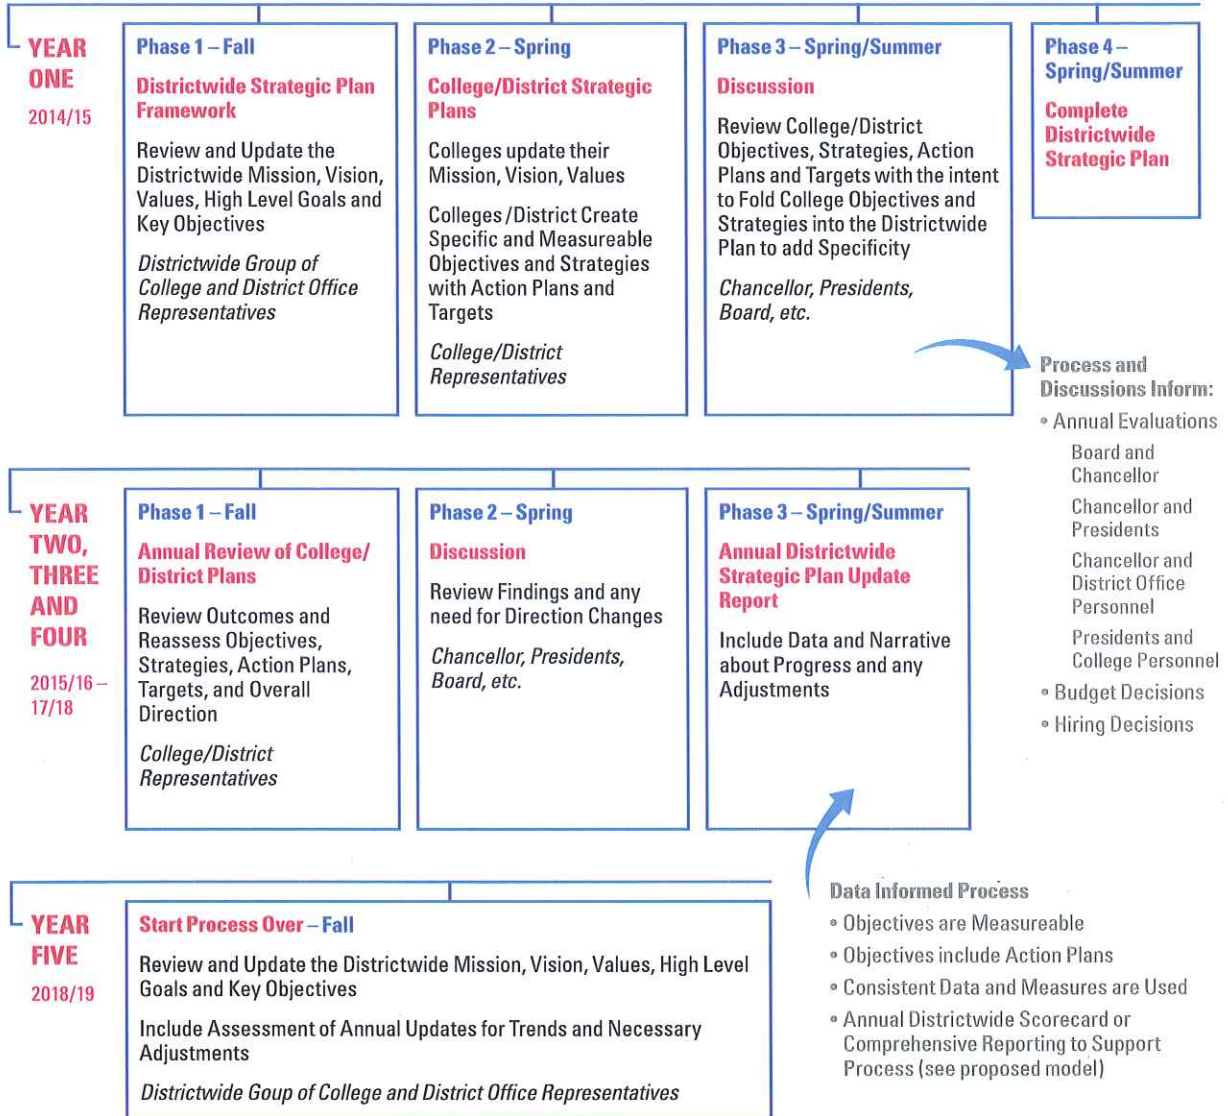 YEAR
ONE
2014/15
Phase 1 – Fall
Districtwide Strategic Plan
Framework
Review and Update the
Districtwide Mission, Vision,
Values, High Level Goals and
Key Objectives
Districtwide Group of
College and District Office
Representatives
Phase 2 – Spring
College/District Strategic
Plans
Colleges update their
Mission, Vision, Values
Colleges/District Create
Specific and Measureable
Objectives and Strategies
with Action Plans and
Targets
College/District
Representatives
Phase 3 – Spring/Summer
Discussion
Review College/District
Objectives, Strategies, Action
Plans and Targets with the intent
to Fold College Objectives and
Strategies into the Districtwide
Plan to add Specificity
Chancellor, Presidents,
Board, etc.
Phase 4 –
Spring/Summer
Complete
Districtwide
Strategic Plan
Process and
Discussions Inform:
• Annual Evaluations
Board and
Chancellor
Chancellor and
Presidents
Chancellor and
District Office
Personnel
Presidents and
College Personnel
• Budget Decisions
• Hiring Decisions
YEAR
TWO,
THREE
AND
FOUR
2015/16 –
17/18
Phase 1 – Fall
Annual Review of College/
District Plans
Review Outcomes and
Reassess Objectives,
Strategies, Action Plans,
Targets, and Overall
Direction
College/District
Representatives
Phase 2 – Spring
Discussion
Review Findings and any
need for Direction Changes
Chancellor, Presidents,
Board, etc.
Phase 3 – Spring/Summer
Annual Districtwide
Strategic Plan Update
Report
Include Data and Narrative
about Progress and any
Adjustments
YEAR
FIVE
2018/19
Start Process Over – Fall
Review and Update the Districtwide Mission, Vision, Values, High Level
Goals and Key Objectives
Include Assessment of Annual Updates for Trends and Necessary
Adjustments
Districtwide Goup of College and District Office Representatives
Data Informed Process
• Objectives are Measureable
• Objectives include Action Plans
• Consistent Data and Measures are Used
• Annual Districtwide Scorecard or
Comprehensive Reporting to Support
Process (see proposed model)